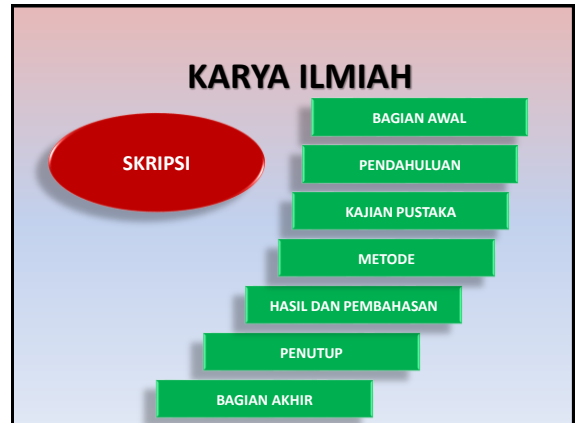 KARYA ILMIAH
SKRIPSI
BAGIAN AWAL
PENDAHULUAN
KAJIAN PUSTAKA
METODE
HASIL DAN PEMBAHASAN
PENUTUP
BAGIAN AKHIR